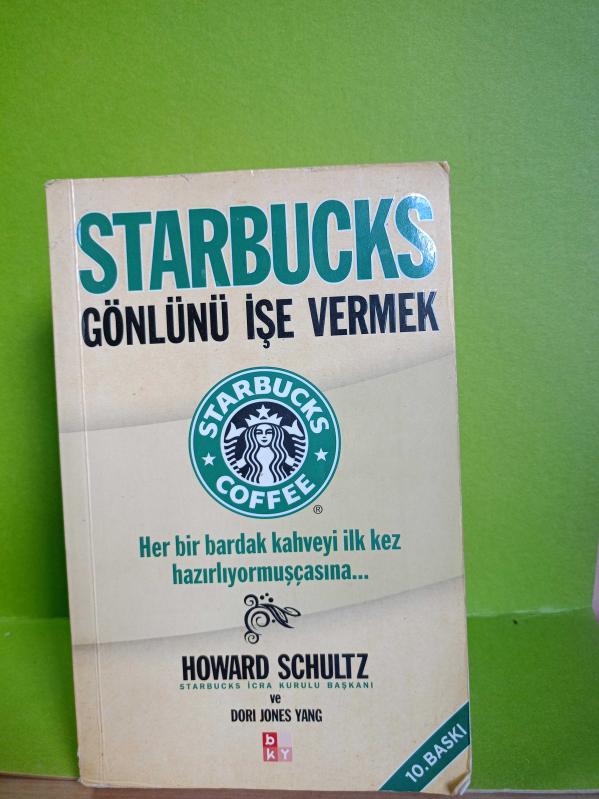 STARBUCKS
GÖNLÜNÜ İŞE VERMEK
STARBUCKS
COFFEE
®
Her bir bardak kahveyi ilk kez
hazırlıyormuşçasına...
HOWARD SCHULTZ
STARBUCKS İCRA KURULU BAŞKANI
ve
DORI JONES YANG
b
KY
10.BASKI